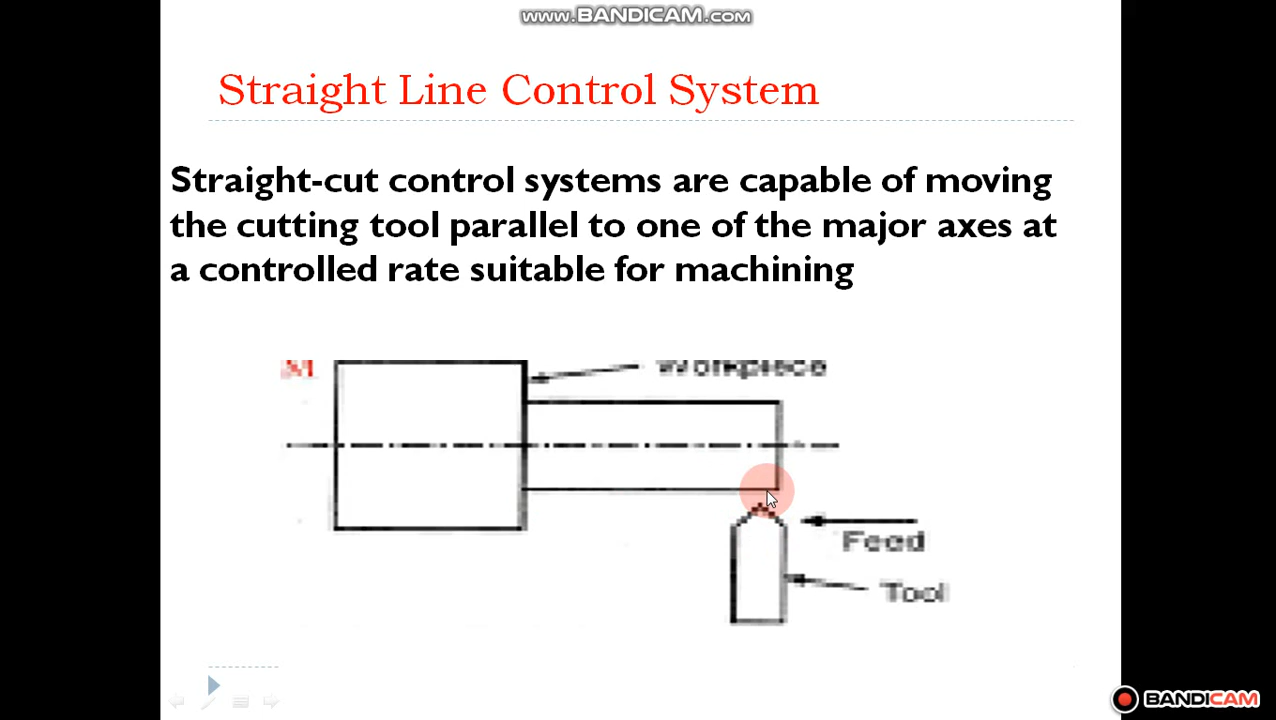 www.BANDICAM.com
Straight Line Control System
Straight-cut control systems are capable of moving
the cutting tool parallel to one of the major axes at
a controlled rate suitable for machining
M
Workpiece
Feed
Tool
BANDICAM